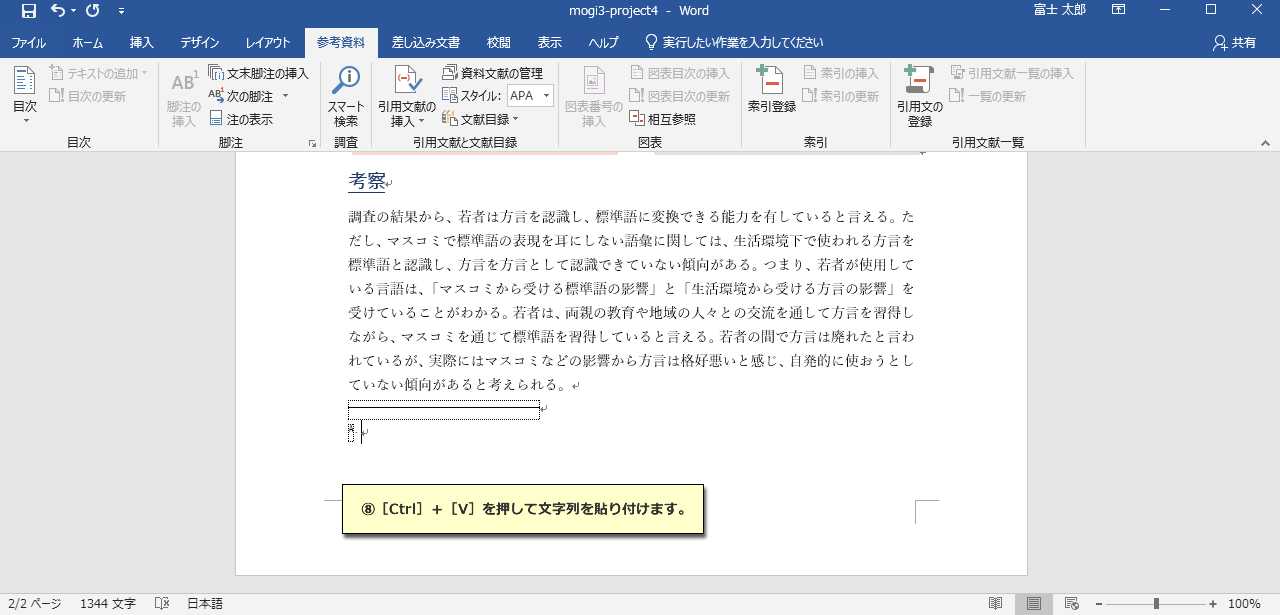 mogi3-project4 - Word
富士 太郎
ファイル ホーム 挿入 デザイン レイアウト 参考資料 差し込み文書 校閲 表示 ヘルプ 実行したい作業を入力してください 共有
目次
テキストの追加
目次の更新
目次
AB1
脚注の
挿入
文末脚注の挿入
AB1 次の脚注
注の表示
脚注
スマート
検索
調査
引用文献の
挿入
資料文献の管理
スタイル: APA
文献目録
引用文献と文献目録
図表番号の
挿入
図表目次の挿入
図表目次の更新
相互参照
図表
索引登録
索引の挿入
索引の更新
索引
引用文の
登録
引用文献一覧の挿入
一覧の更新
引用文献一覧
考察
調査の結果から、若者は方言を認識し、標準語に変換できる能力を有していると言える。た
だし、マスコミで標準語の表現を耳にしない語彙に関しては、生活環境下で使われる方言を
標準語と認識し、方言を方言として認識できていない傾向がある。つまり、若者が使用して
いる言語は、「マスコミから受ける標準語の影響」と「生活環境から受ける方言の影響」を
受けていることがわかる。若者は、両親の教育や地域の人々との交流を通して方言を習得し
ながら、マスコミを通じて標準語を習得していると言える。若者の間で方言は廃れたと言わ
れているが、実際にはマスコミなどの影響から方言は格好悪いと感じ、自発的に使おうとし
ていない傾向があると考えられる。
⑧［Ctrl］＋［V］を押して文字列を貼り付けます。
2/2 ページ 1344 文字 日本語 100%